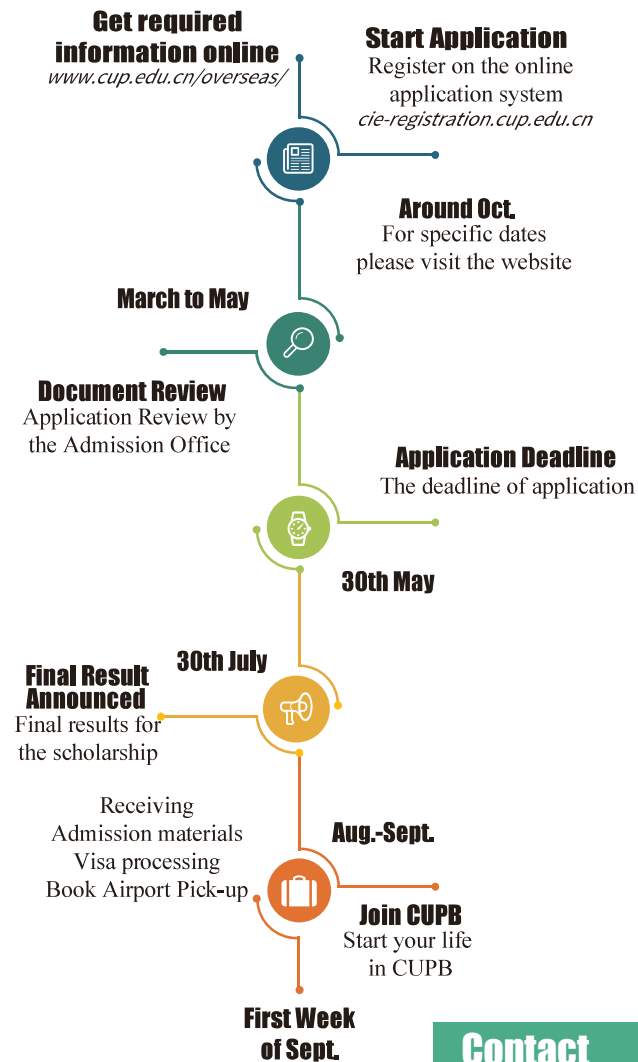 Get required
information online
www.cup.edu.cn/overseas/
Start Application
Register on the online
application system
cie-registration.cup.edu.cn
Around Oct.
For specific dates
please visit the website
March to May
Document Review
Application Review by
the Admission Office
Application Deadline
The deadline of application
30th May
30th July
Final Result
Announced
Final results for
the scholarship
Receiving
Admission materials
Visa processing
Book Airport Pick-up
Aug.-Sept.
Join CUPB
Start your life
in CUPB
First Week
of Sept.
Contact